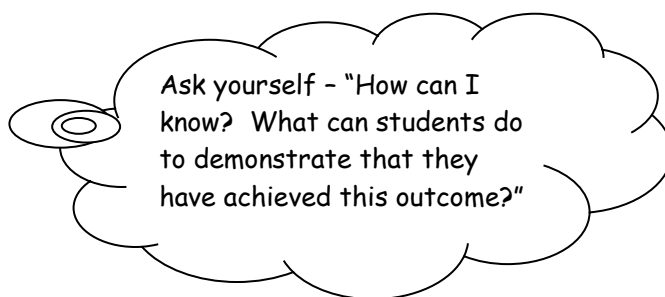 Ask yourself – “How can I
know?  What can students do
to demonstrate that they
have achieved this outcome?”